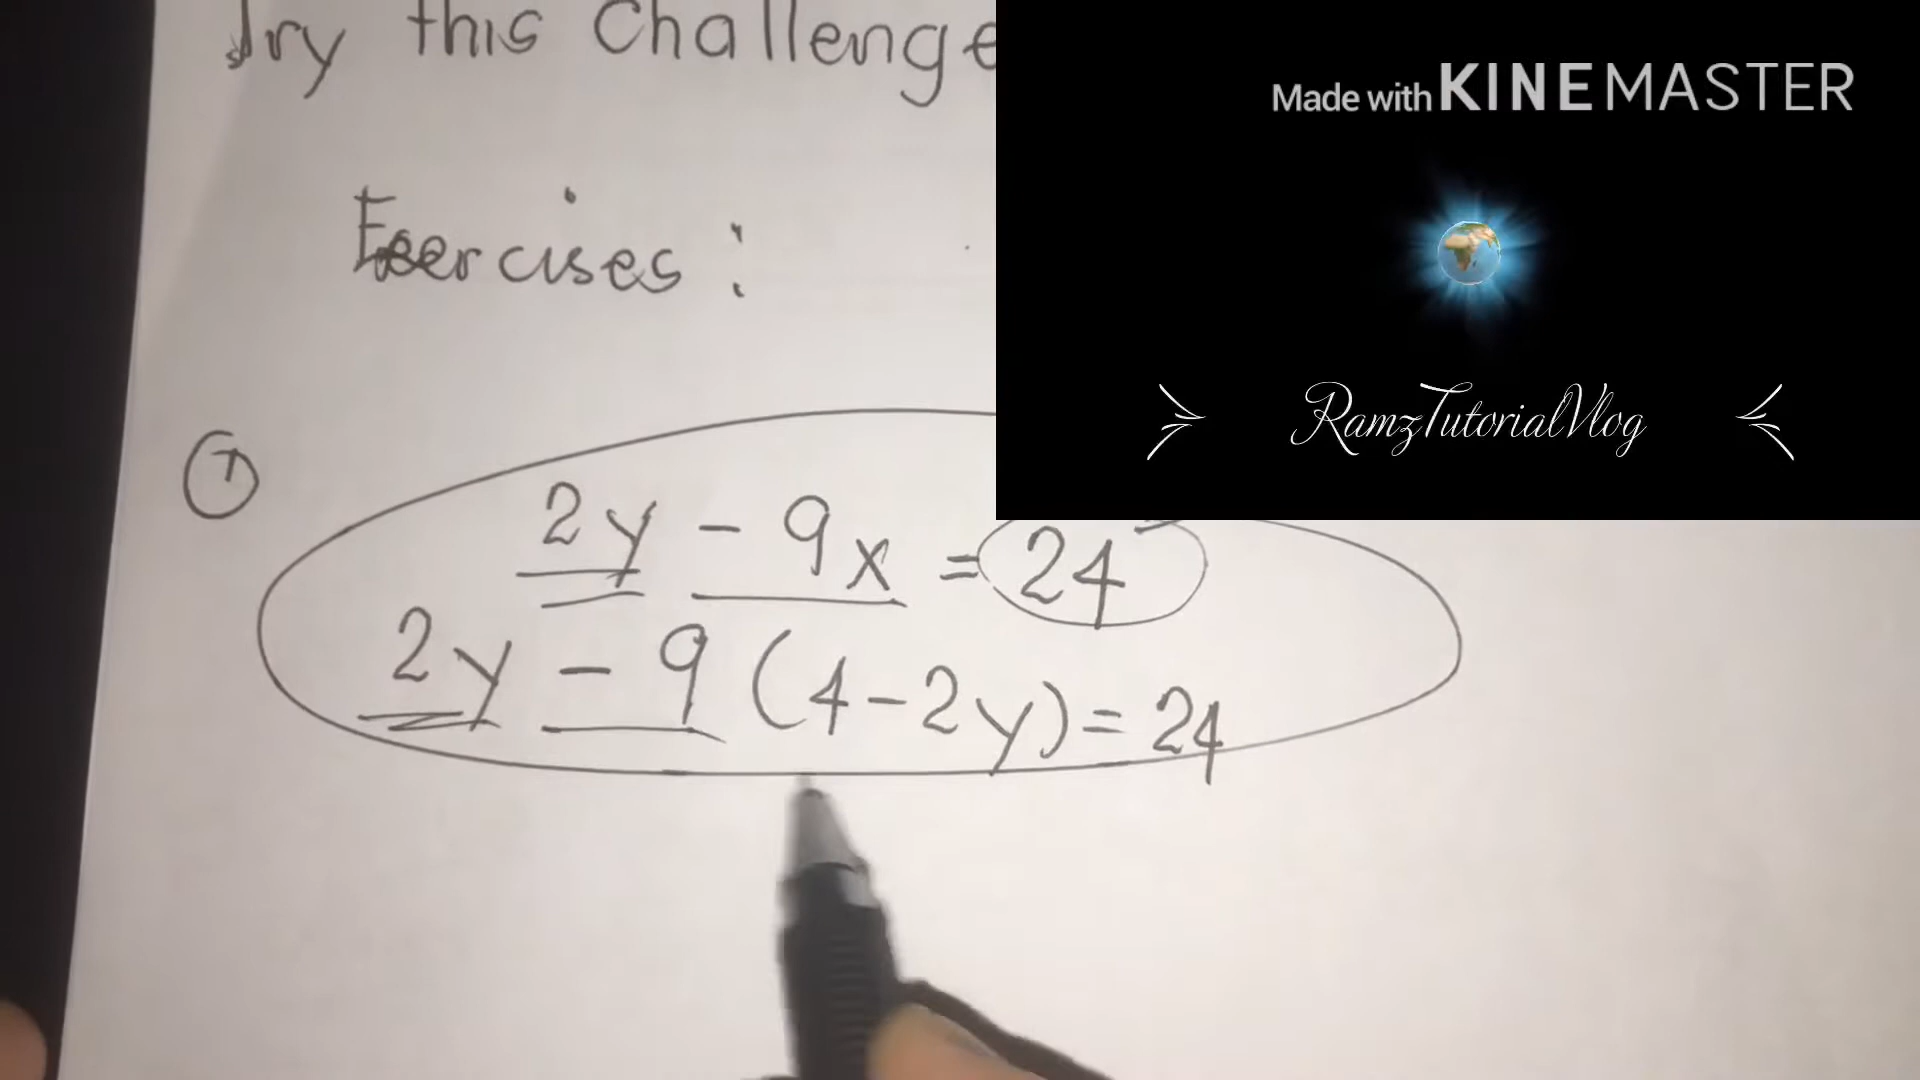 Try this Challenge
Made with KINEMASTER
Exercises :
RamzTutorialVlog
1
2y - 9x = 24
2y - 9 (4 - 2y) = 24